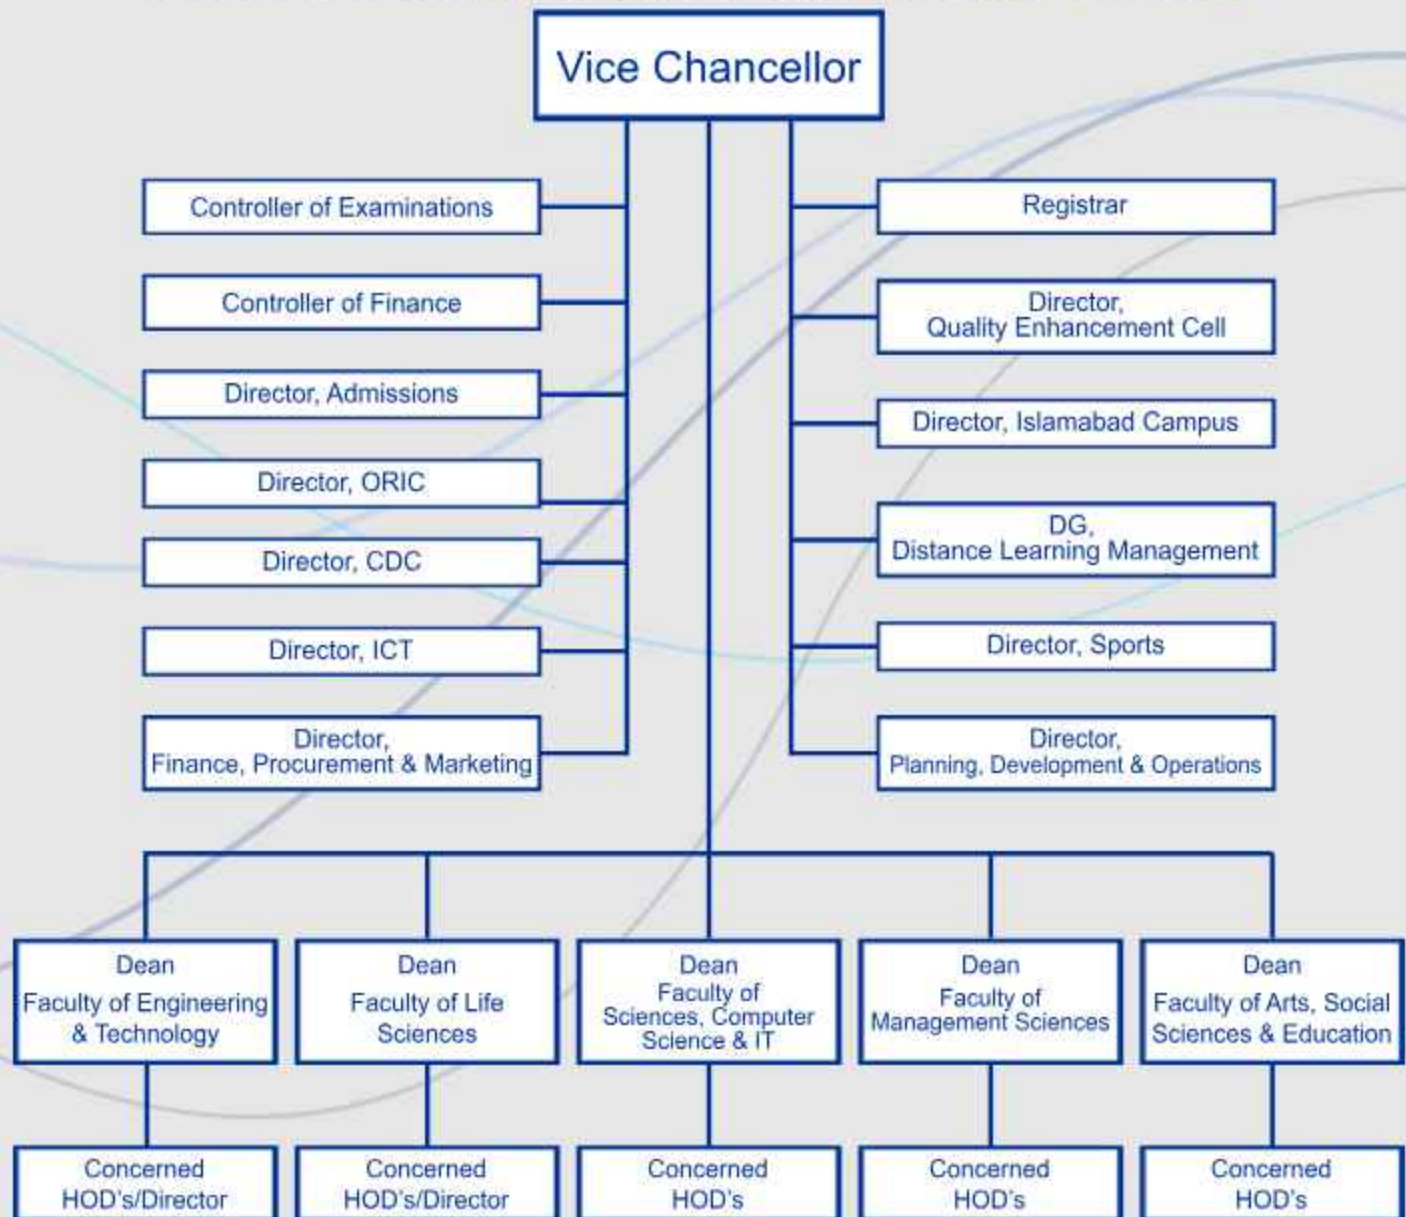 Vice Chancellor
Controller of Examinations
Controller of Finance
Director, Admissions
Director, ORIC
Director, CDC
Director, ICT
Director,
Finance, Procurement & Marketing
Registrar
Director,
Quality Enhancement Cell
Director, Islamabad Campus
DG,
Distance Learning Management
Director, Sports
Director,
Planning, Development & Operations
Dean
Faculty of Engineering
& Technology
Dean
Faculty of Life
Sciences
Dean
Faculty of
Sciences, Computer
Science & IT
Dean
Faculty of
Management Sciences
Dean
Faculty of Arts, Social
Sciences & Education
Concerned
HOD's/Director
Concerned
HOD's/Director
Concerned
HOD's
Concerned
HOD's
Concerned
HOD's